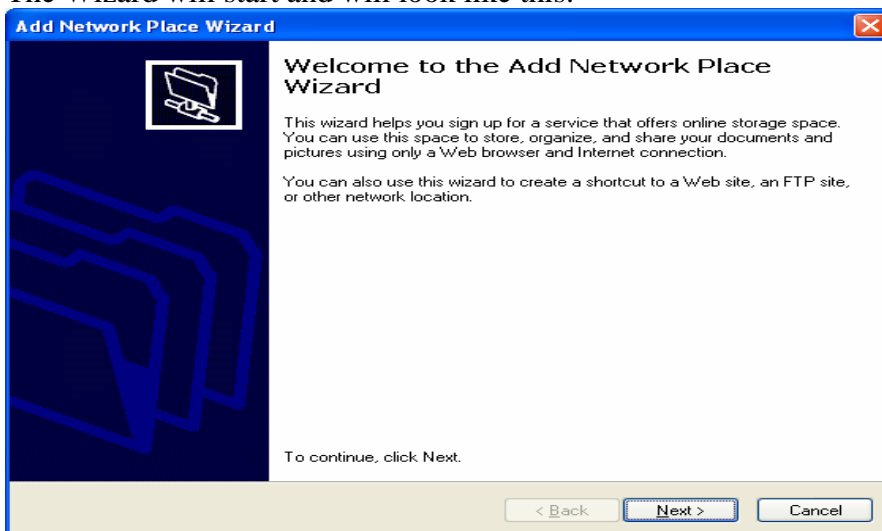 The Wizard will start and will look like this:
Add Network Place Wizard
Welcome to the Add Network Place
Wizard
This wizard helps you sign up for a service that offers online storage space.
You can use this space to store, organize, and share your documents and
pictures using only a Web browser and Internet connection.
You can also use this wizard to create a shortcut to a Web site, an FTP site,
or other network location.
To continue, click Next.
< Back Next > Cancel